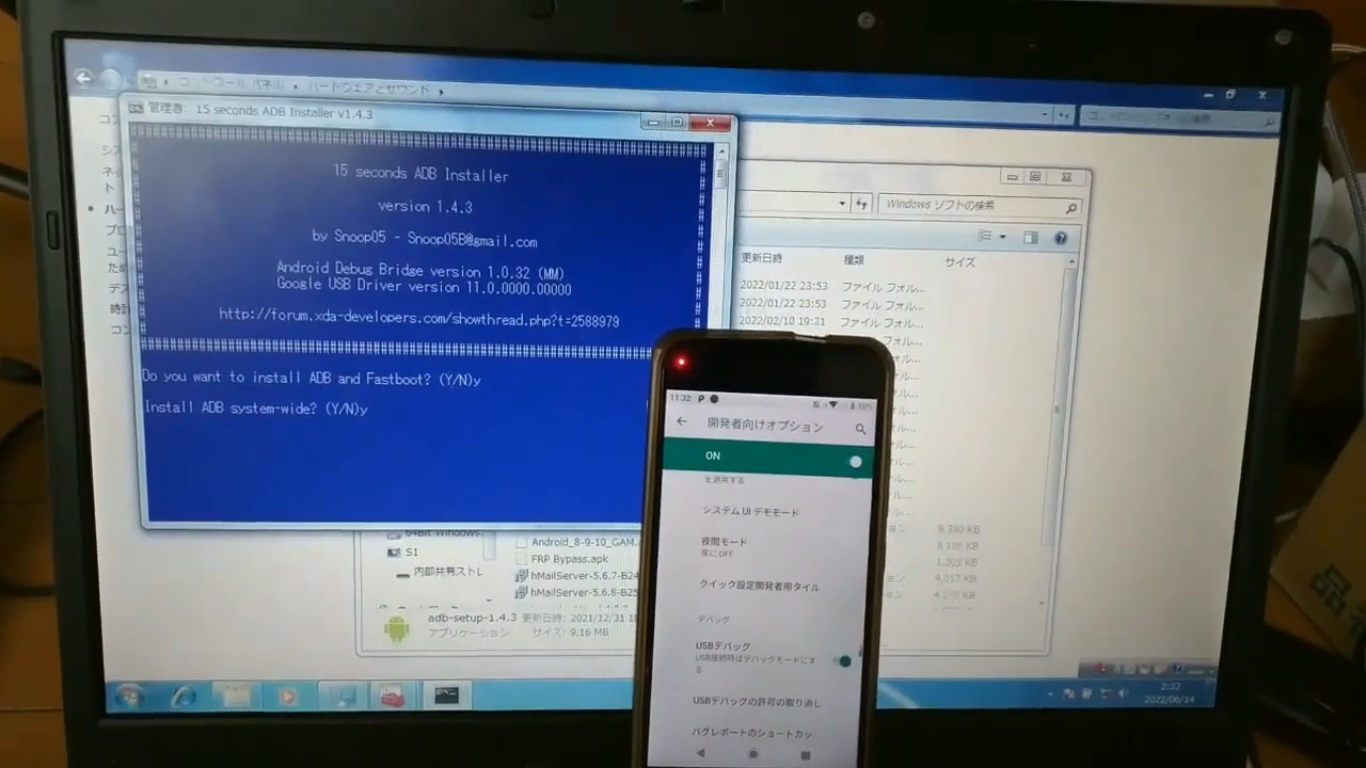 コントロール パネル ▸ ハードウェアとサウンド ▸
管理者: 15 seconds ADB Installer v1.4.3
15 seconds ADB Installer
version 1.4.3
by Snoop05 - Snoop05B@gmail.com
Android Debug Bridge version 1.0.32 (MM)
Google USB Driver version 11.0.0000.00000
http://forum.xda-developers.com/showthread.php?t=2588979
Do you want to install ADB and Fastboot? (Y/N)y
Install ADB system-wide? (Y/N)y
Windows ソフトの検索
更新日時 種類 サイズ
2022/01/22 23:53 ファイル フォル...
2022/01/22 23:53 ファイル フォル...
2022/02/10 19:31 ファイル フォル...
9,390 KB
8,106 KB
4,017 KB
64Bit Windows
S1
内部共有ストレ
Android_8-9-10_GAM.a
FRP Bypass.apk
hMailServer-5.6.7-B24
hMailServer-5.6.8-B25
adb-setup-1.4.3 更新日時: 2021/12/31
アプリケーション サイズ: 9.16 MB
11:32
開発者向けオプション
ON
を適用する
システム UI デモモード
夜間モード
常にOFF
クイック設定開発者用タイル
デバッグ
USBデバッグ
USB接続時はデバッグモードにす
る
USBデバッグの許可の取り消し
バグレポートのショートカッ
2:32
2022/06/14
品